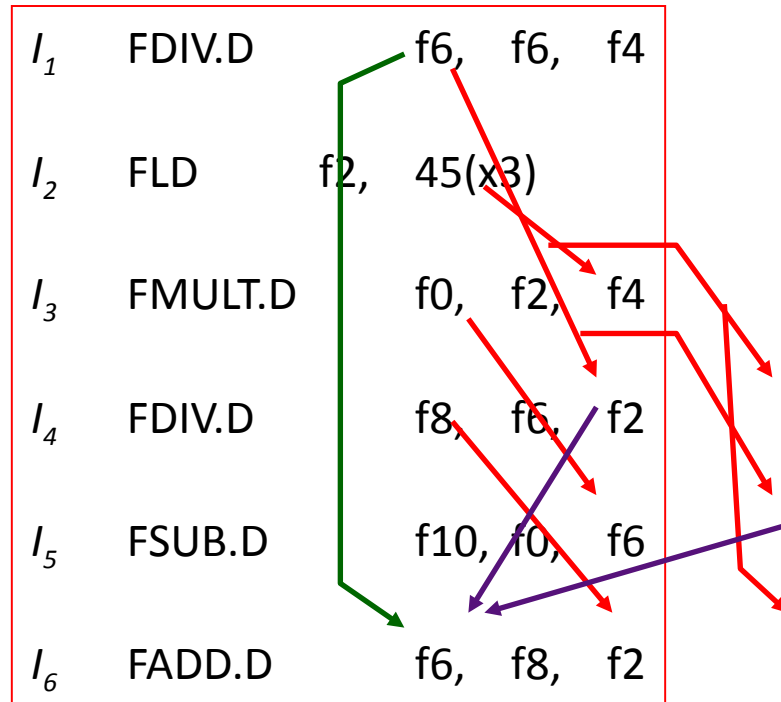 I1 FDIV.D f6, f6, f4
I2 FLD f2, 45(x3)
I3 FMULT.D f0, f2, f4
I4 FDIV.D f8, f6, f2
I5 FSUB.D f10, f0, f6
I6 FADD.D f6, f8, f2